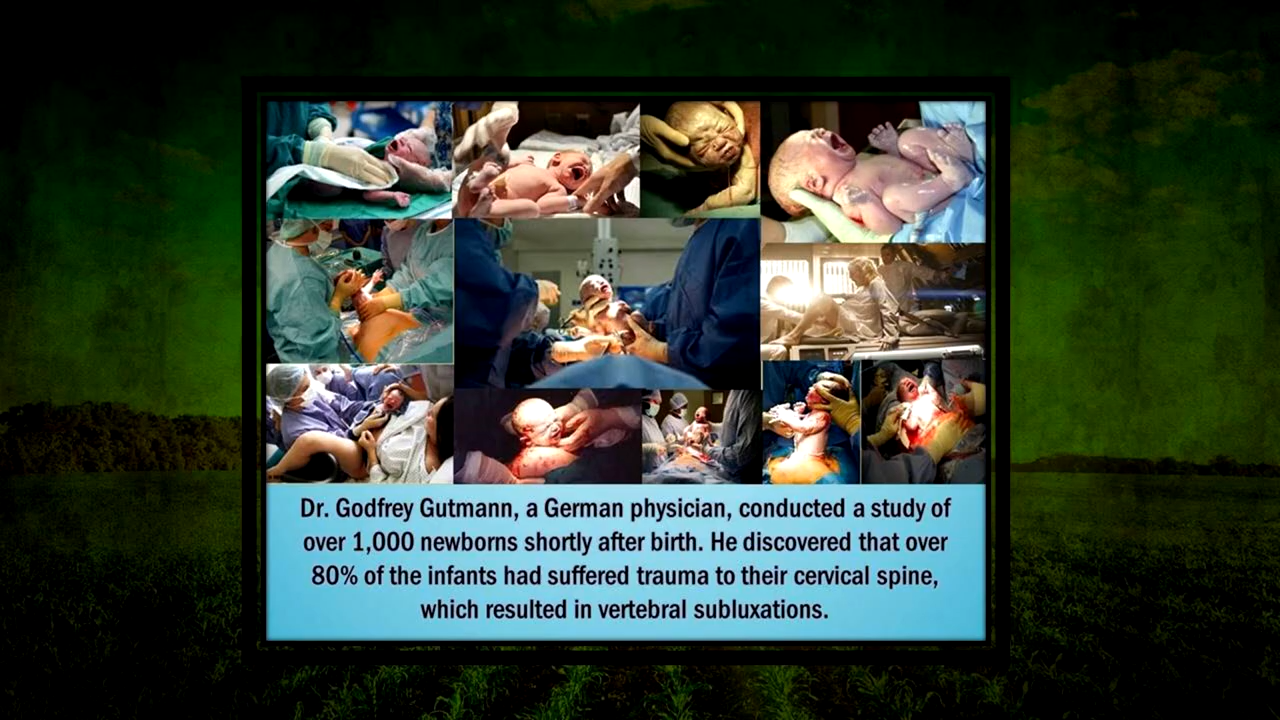 Dr. Godfrey Gutmann, a German physician, conducted a study of
over 1,000 newborns shortly after birth. He discovered that over
80% of the infants had suffered trauma to their cervical spine,
which resulted in vertebral subluxations.